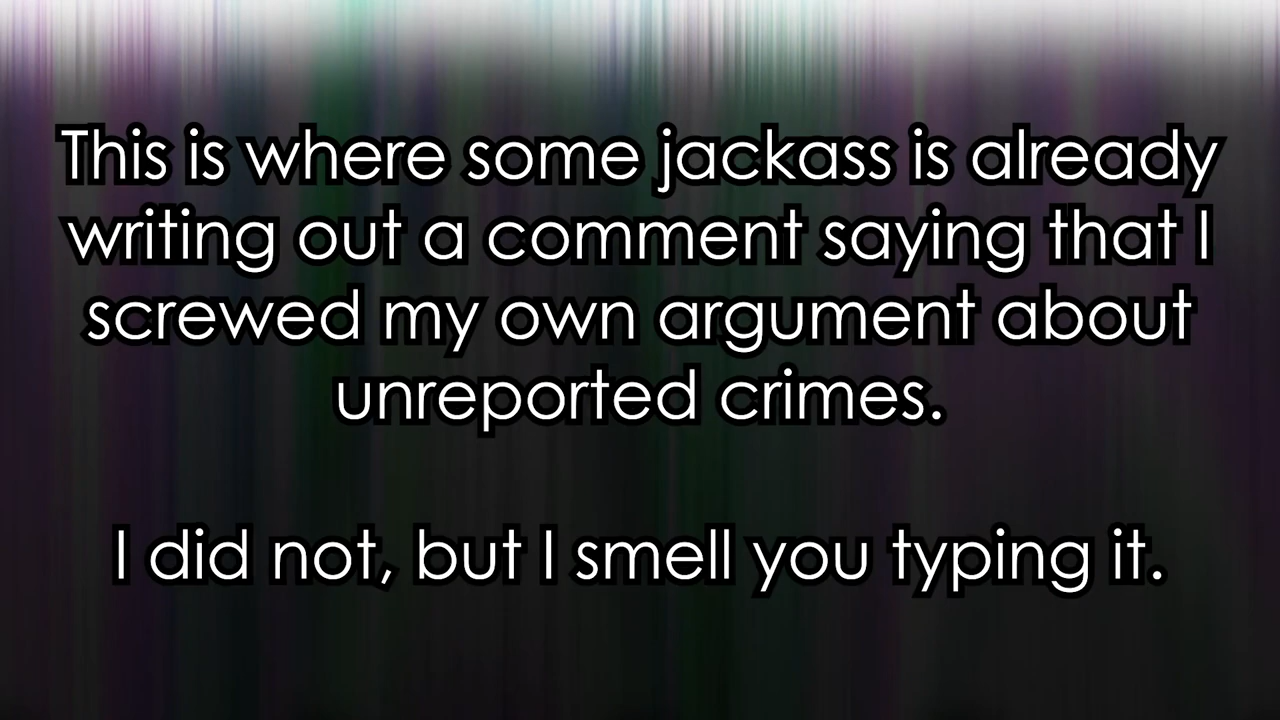 This is where some jackass is already
writing out a comment saying that I
screwed my own argument about
unreported crimes.
I did not, but I smell you typing it.